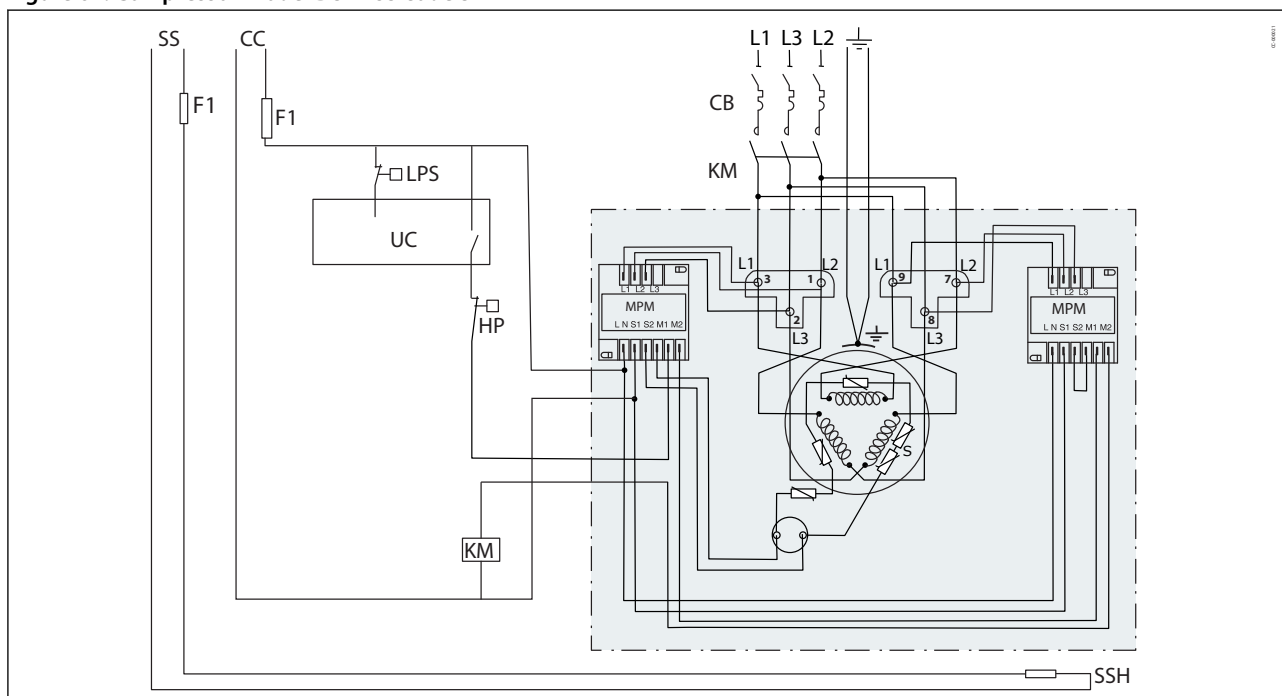 SS
CC
L1 L3 L2
F1
F1
CB
KM
LPS
UC
HP
L1
L2
L1
L2
3
1
9
7
2
8
L3
L3
L1 L2 L3
MPM
L N S1 S2 M1 M2
L1 L2 L3
MPM
L N S1 S2 M1 M2
S
KM
SSH